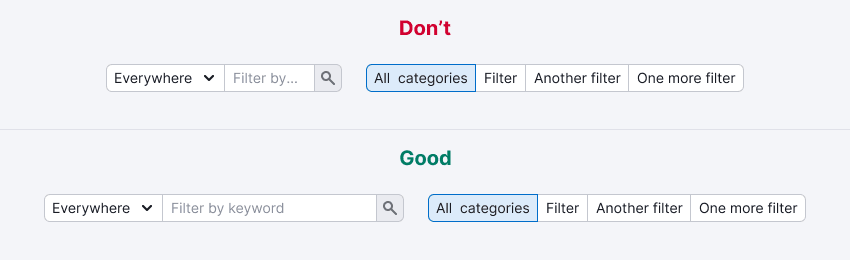 Don’t
Everywhere Filter by... All  categories Filter Another filter One more filter
Good
Everywhere Filter by keyword All  categories Filter Another filter One more filter